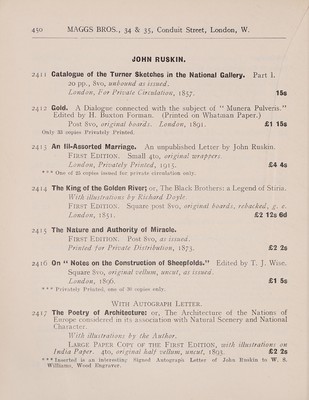 450 MAGGS BROS., 34 & 35, Conduit Street, London, W.
JOHN RUSKIN.
2411 Catalogue of the Turner Sketches in the National Gallery. Part I.
20 pp., 8vo, unbound as issued.
London, For Private Circulation, 1857. 15s
2412 Gold. A Dialogue connected with the subject of "Munera Pulveris."
Edited by H. Buxton Forman. (Printed on Whatman Paper.)
Post 8vo, original boards. London, 1891. £1 15s
Only 33 copies Privately Printed.
2413 An Ill-Assorted Marriage. An unpublished Letter by John Ruskin.
FIRST EDITION. Small 4to, original wrappers.
London, Privately Printed, 1915. £4 4s
*** One of 25 copies issued for private circulation only.
2414 The King of the Golden River; or, The Black Brothers: a Legend of Stiria.
With illustrations by Richard Doyle.
FIRST EDITION. Square post 8vo, original boards, rebacked, g. e.
London, 1851. £2 12s 6d
2415 The Nature and Authority of Miracle.
FIRST EDITION. Post 8vo, as issued.
Printed for Private Distribution, 1873. £2 2s
2416 On "Notes on the Construction of Sheepfolds." Edited by T. J. Wise.
Square 8vo, original vellum, uncut, as issued.
London, 1896. £1 5s
*** Privately Printed, one of 36 copies only.
WITH AUTOGRAPH LETTER.
2417 The Poetry of Architecture: or, The Architecture of the Nations of
Europe considered in its association with Natural Scenery and National
Character.
With illustrations by the Author.
LARGE PAPER COPY OF THE FIRST EDITION, with illustrations on
India Paper. 4to, original half vellum, uncut, 1893. £2 2s
*** Inserted is an interesting Signed Autograph Letter of John Ruskin to W. S.
Williams, Wood Engraver.